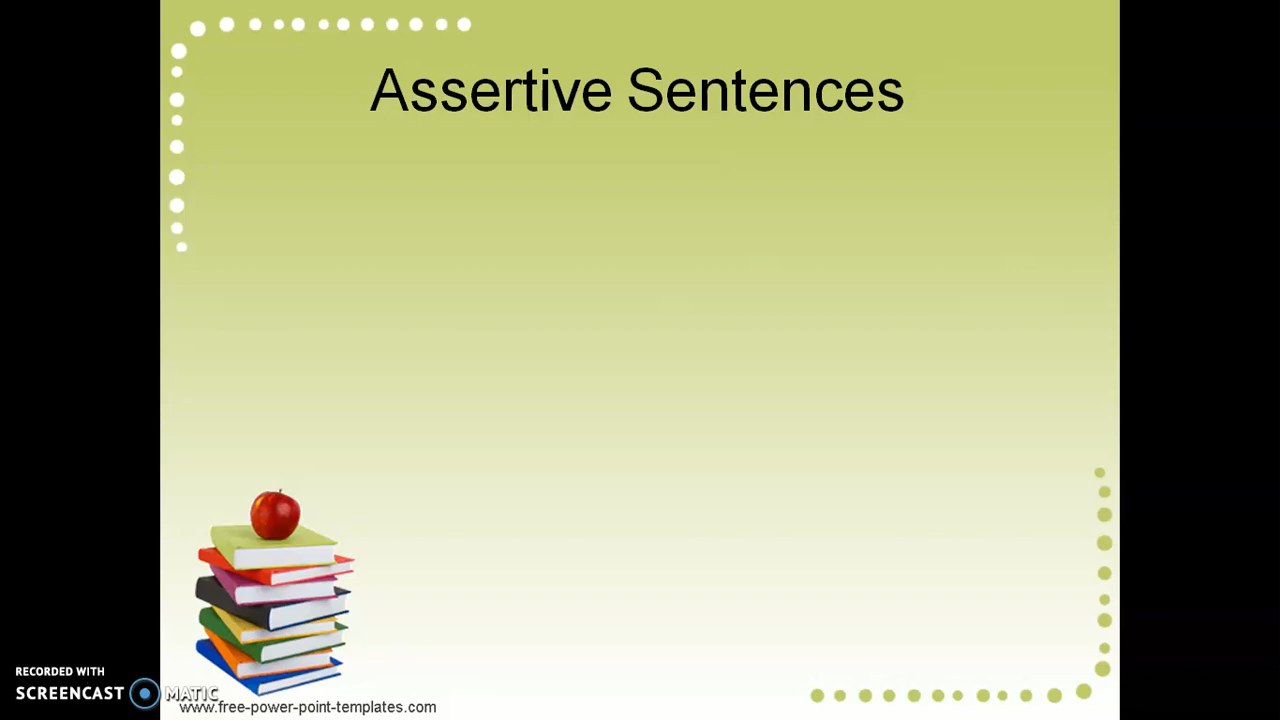 Assertive Sentences
RECORDED WITH
SCREENCAST MATIC
www.free-power-point-templates.com